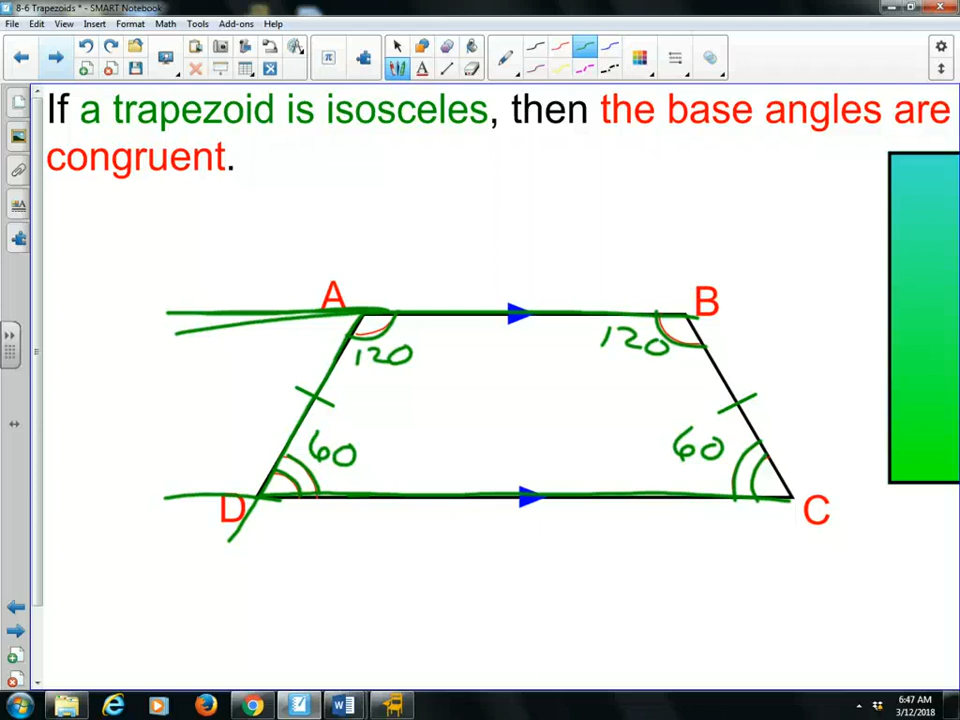 8-6 Trapezoids * - SMART Notebook
File Edit View Insert Format Math Tools Add-ons Help
If a trapezoid is isosceles, then the base angles are
congruent.
A B
120 120
60 60
D C
6:47 AM
3/12/2018